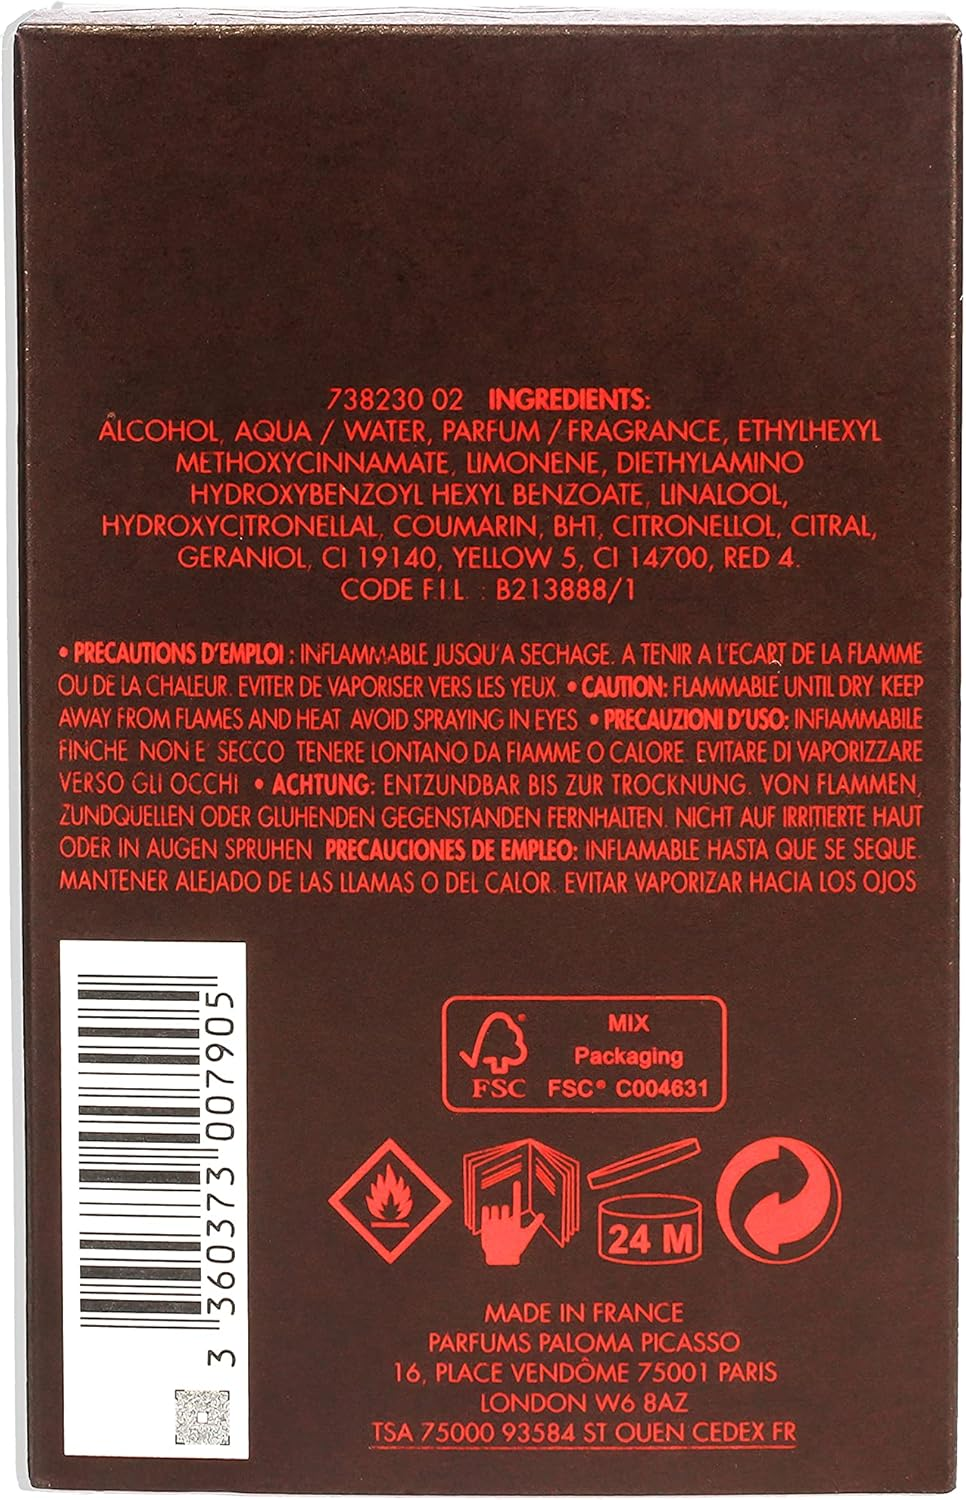 738230 02 INGREDIENTS:
ALCOHOL, AQUA / WATER, PARFUM / FRAGRANCE, ETHYLHEXYL
METHOXYCINNAMATE, LIMONENE, DIETHYLAMINO
HYDROXYBENZOYL HEXYL BENZOATE, LINALOOL,
HYDROXYCITRONELLAL, COUMARIN, BHT, CITRONELLOL, CITRAL,
GERANIOL, CI 19140, YELLOW 5, CI 14700, RED 4.
CODE F.I.L. : B213888/1
• PRECAUTIONS D'EMPLOI : INFLAMMABLE JUSQU'A SECHAGE. A TENIR A L'ECART DE LA FLAMME
OU DE LA CHALEUR. EVITER DE VAPORISER VERS LES YEUX • CAUTION: FLAMMABLE UNTIL DRY KEEP
AWAY FROM FLAMES AND HEAT AVOID SPRAYING IN EYES • PRECAUZIONI D'USO: INFIAMMABILE
FINCHE NON E SECCO TENERE LONTANO DA FIAMME O CALORE. EVITARE DI VAPORIZZARE
VERSO GLI OCCHI • ACHTUNG: ENTZUNDBAR BIS ZUR TROCKNUNG. VON FLAMMEN,
ZUNDQUELLEN ODER GLUHENDEN GEGENSTANDEN FERNHALTEN. NICHT AUF IRRITIERTE HAUT
ODER IN AUGEN SPRUHEN PRECAUCIONES DE EMPLEO: INFLAMABLE HASTA QUE SE SEQUE.
MANTENER ALEJADO DE LAS LLAMAS O DEL CALOR. EVITAR VAPORIZAR HACIA LOS OJOS
3 360373 007905
MIX
Packaging
FSC FSC® C004631
24 M
MADE IN FRANCE
PARFUMS PALOMA PICASSO
16, PLACE VENDÔME 75001 PARIS
LONDON W6 8AZ
TSA 75000 93584 ST OUEN CEDEX FR